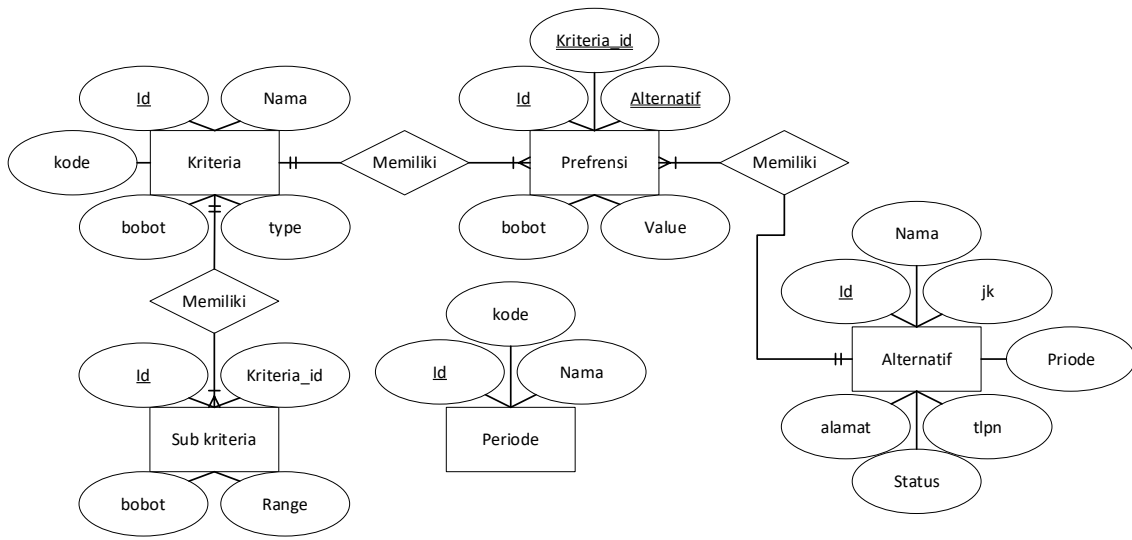 Kriteria_id
Id
Nama
Id
Alternatif
kode
Kriteria
Memiliki
Prefrensi
Memiliki
bobot
type
bobot
Value
Nama
Memiliki
Id
jk
kode
Id
Kriteria_id
Id
Nama
Alternatif
Priode
Sub kriteria
Periode
alamat
tlpn
bobot
Range
Status